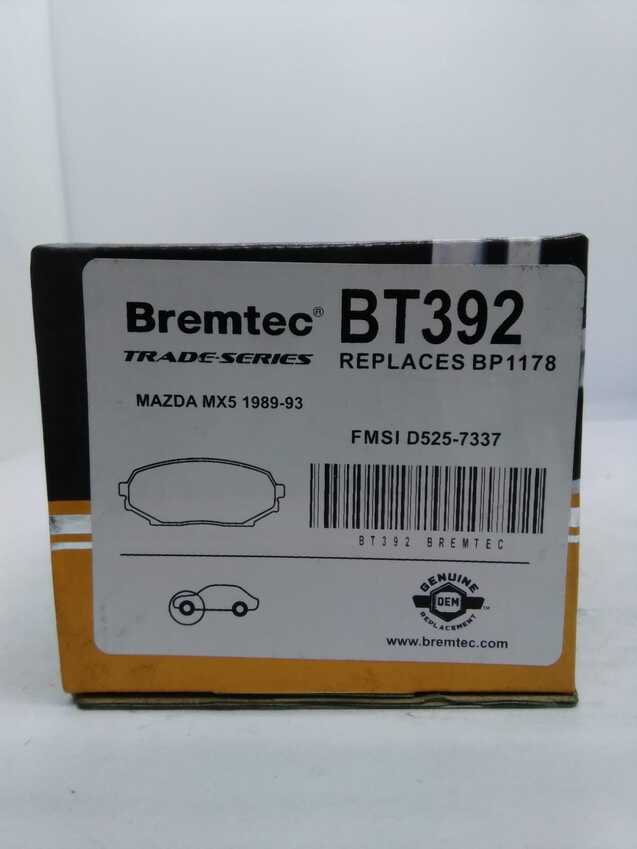 Bremtec® BT392
TRADE-SERIES REPLACES BP1178
MAZDA MX5 1989-93
FMSI D525-7337
BT392 BREMTEC
GENUINE
OEM ™
REPLACEMENT
www.bremtec.com